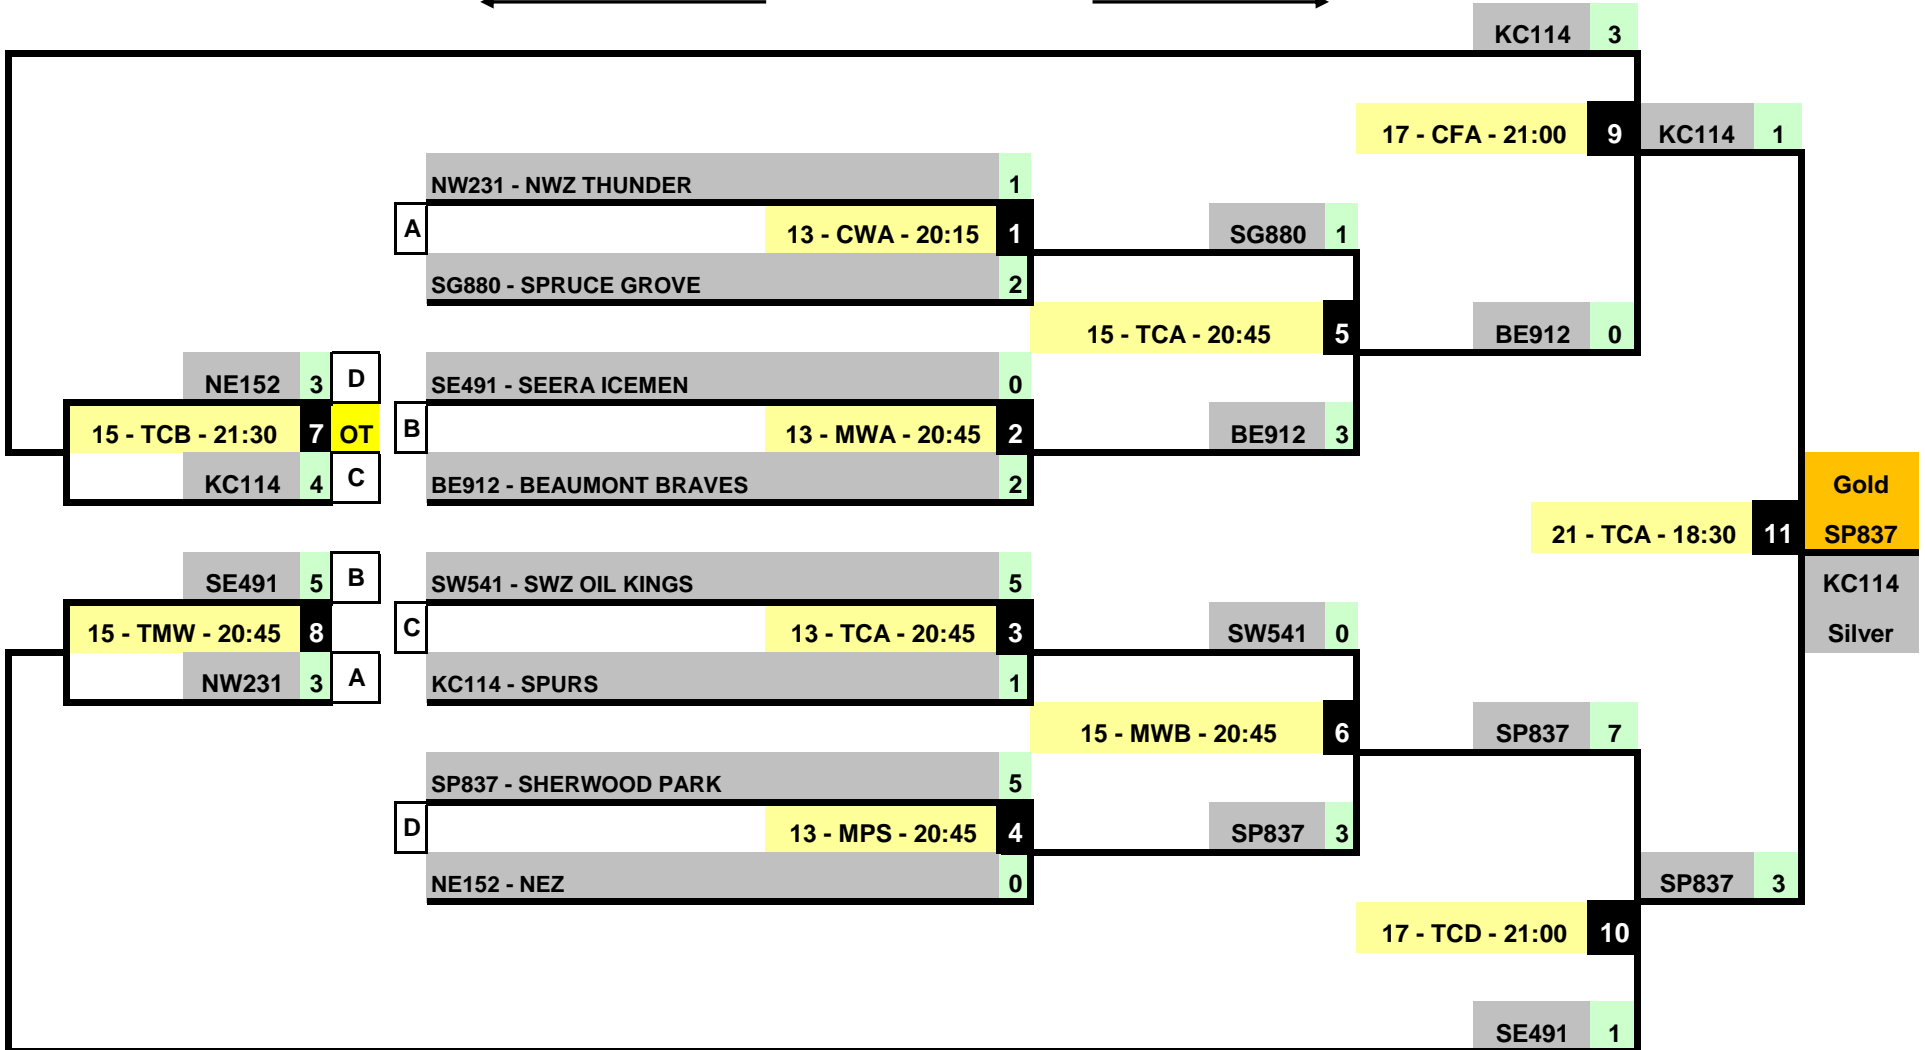 KC114 3
17 - CFA - 21:00 9 KC114 1
NW231 - NWZ THUNDER 1
A 13 - CWA - 20:15 1 SG880 1
SG880 - SPRUCE GROVE 2
15 - TCA - 20:45 5 BE912 0
NE152 3 D SE491 - SEERA ICEMEN 0
15 - TCB - 21:30 7 OT B 13 - MWA - 20:45 2 BE912 3
KC114 4 C BE912 - BEAUMONT BRAVES 2 Gold
21 - TCA - 18:30 11 SP837
SE491 5 B SW541 - SWZ OIL KINGS 5 KC114
15 - TMW - 20:45 8 C 13 - TCA - 20:45 3 SW541 0 Silver
NW231 3 A KC114 - SPURS 1
15 - MWB - 20:45 6 SP837 7
SP837 - SHERWOOD PARK 5
D 13 - MPS - 20:45 4 SP837 3
NE152 - NEZ 0 SP837 3
17 - TCD - 21:00 10
SE491 1